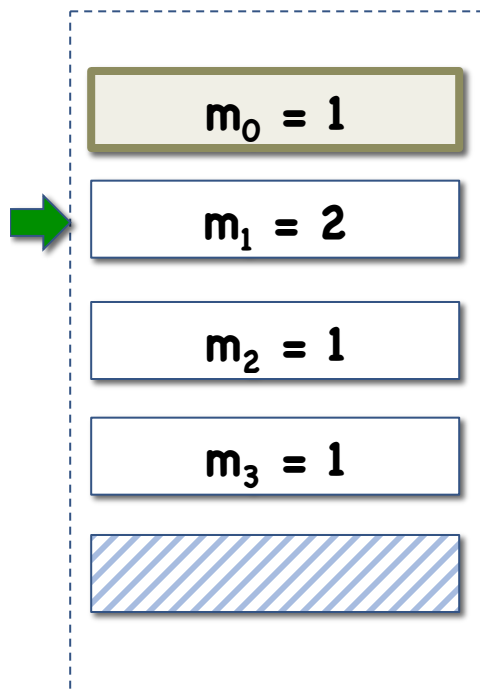 m₀ = 1
m₁ = 2
m₂ = 1
m₃ = 1